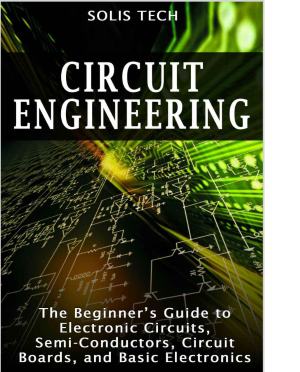 SOLIS TECH
CIRCUIT
ENGINEERING
The Beginner's Guide to
Electronic Circuits,
Semi-Conductors, Circuit
Boards, and Basic Electronics